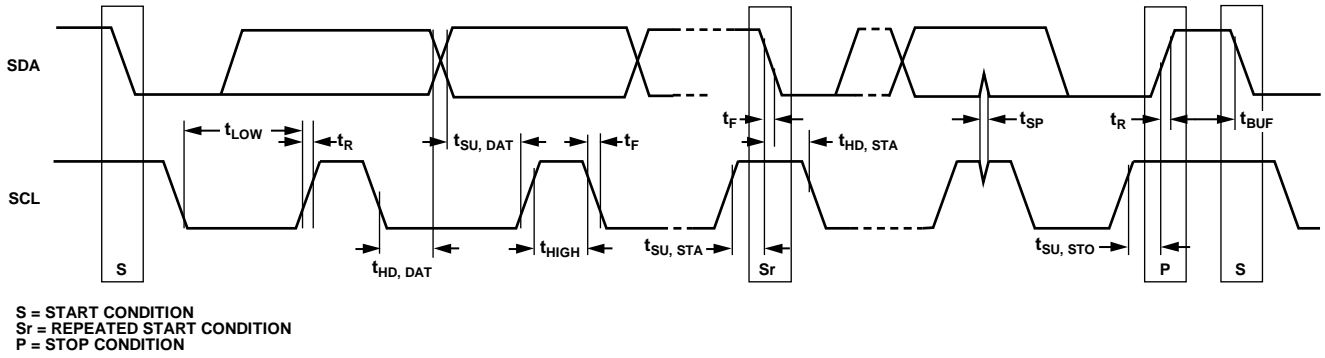 SDA
tLOW
tR
tSU, DAT
tF
tF
tHD, STA
tSP
tR
tBUF
SCL
tHD, DAT
tHIGH
tSU, STA
tSU, STO
S
Sr
P
S
S = START CONDITION
Sr = REPEATED START CONDITION
P = STOP CONDITION